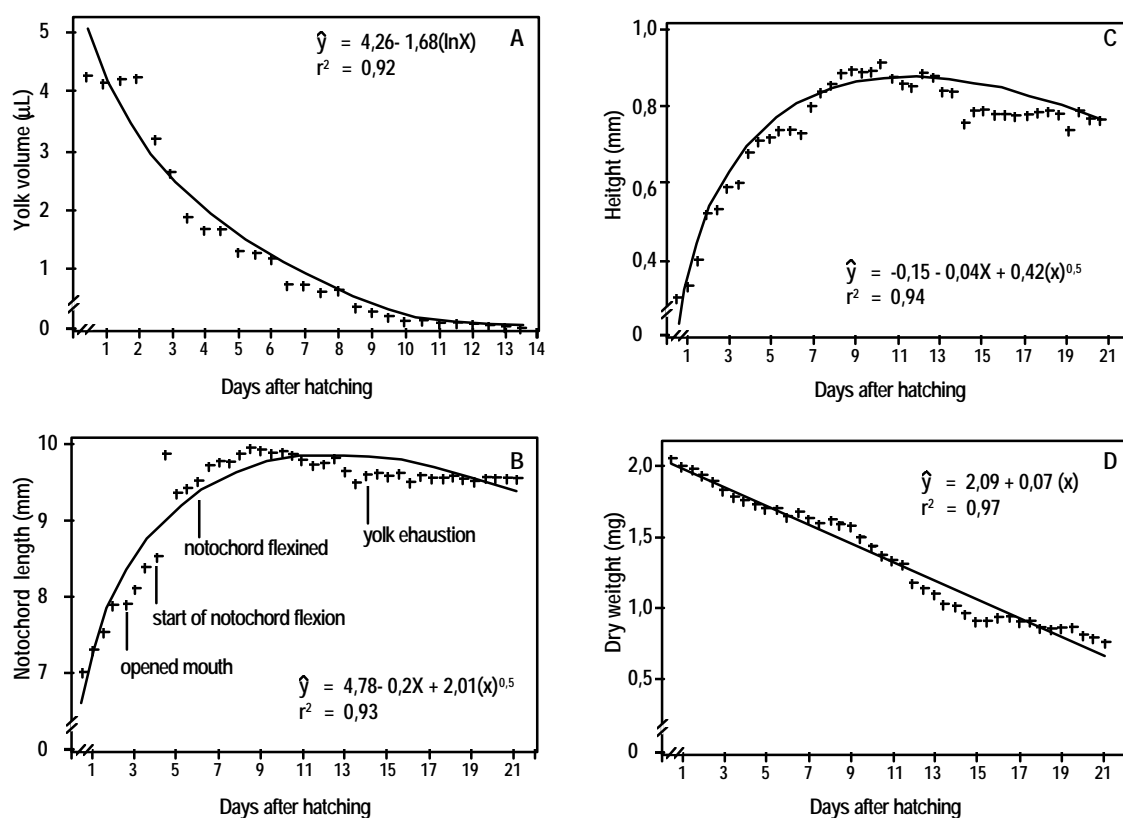 A
ŷ = 4,26- 1,68(lnX)
r² = 0,92
Yolk volume (µL)
5
4
3
2
1
0
1 2 3 4 5 6 7 8 9 10 11 12 13 14
Days after hatching
C
1,0
0,8
0,6
0,4
0
Heitght (mm)
ŷ = -0,15 - 0,04X + 0,42(x)⁰,⁵
r² = 0,94
1 3 5 7 9 11 13 15 17 19 21
Days after hatching
B
10
9
8
7
0
Notochord length (mm)
yolk ehaustion
notochord flexined
start of notochord flexion
opened mouth
ŷ = 4,78- 0,2X + 2,01(x)⁰,⁵
r² = 0,93
1 3 5 7 9 11 13 15 17 19 21
Days after hatching
D
2,0
1,5
1,0
0,5
0
Dry weitght (mg)
ŷ = 2,09 + 0,07 (x)
r² = 0,97
1 3 5 7 9 11 13 15 17 19 21
Days after hatching